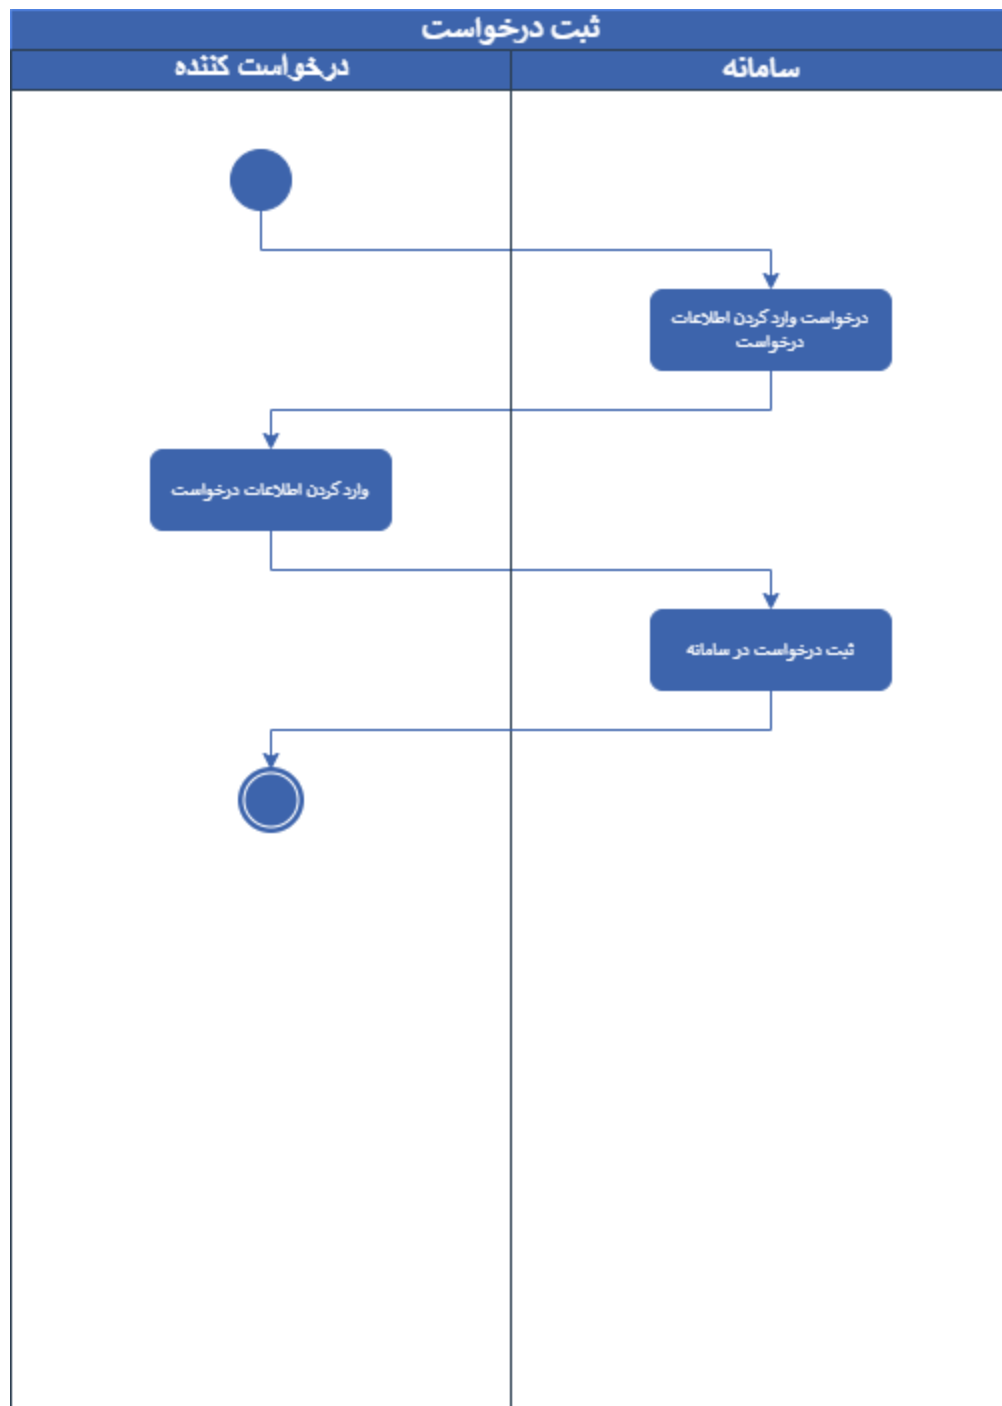 ثبت درخواست
درخواست کننده
سامانه
درخواست وارد کردن اطلاعات
درخواست
وارد کردن اطلاعات درخواست
ثبت درخواست در سامانه